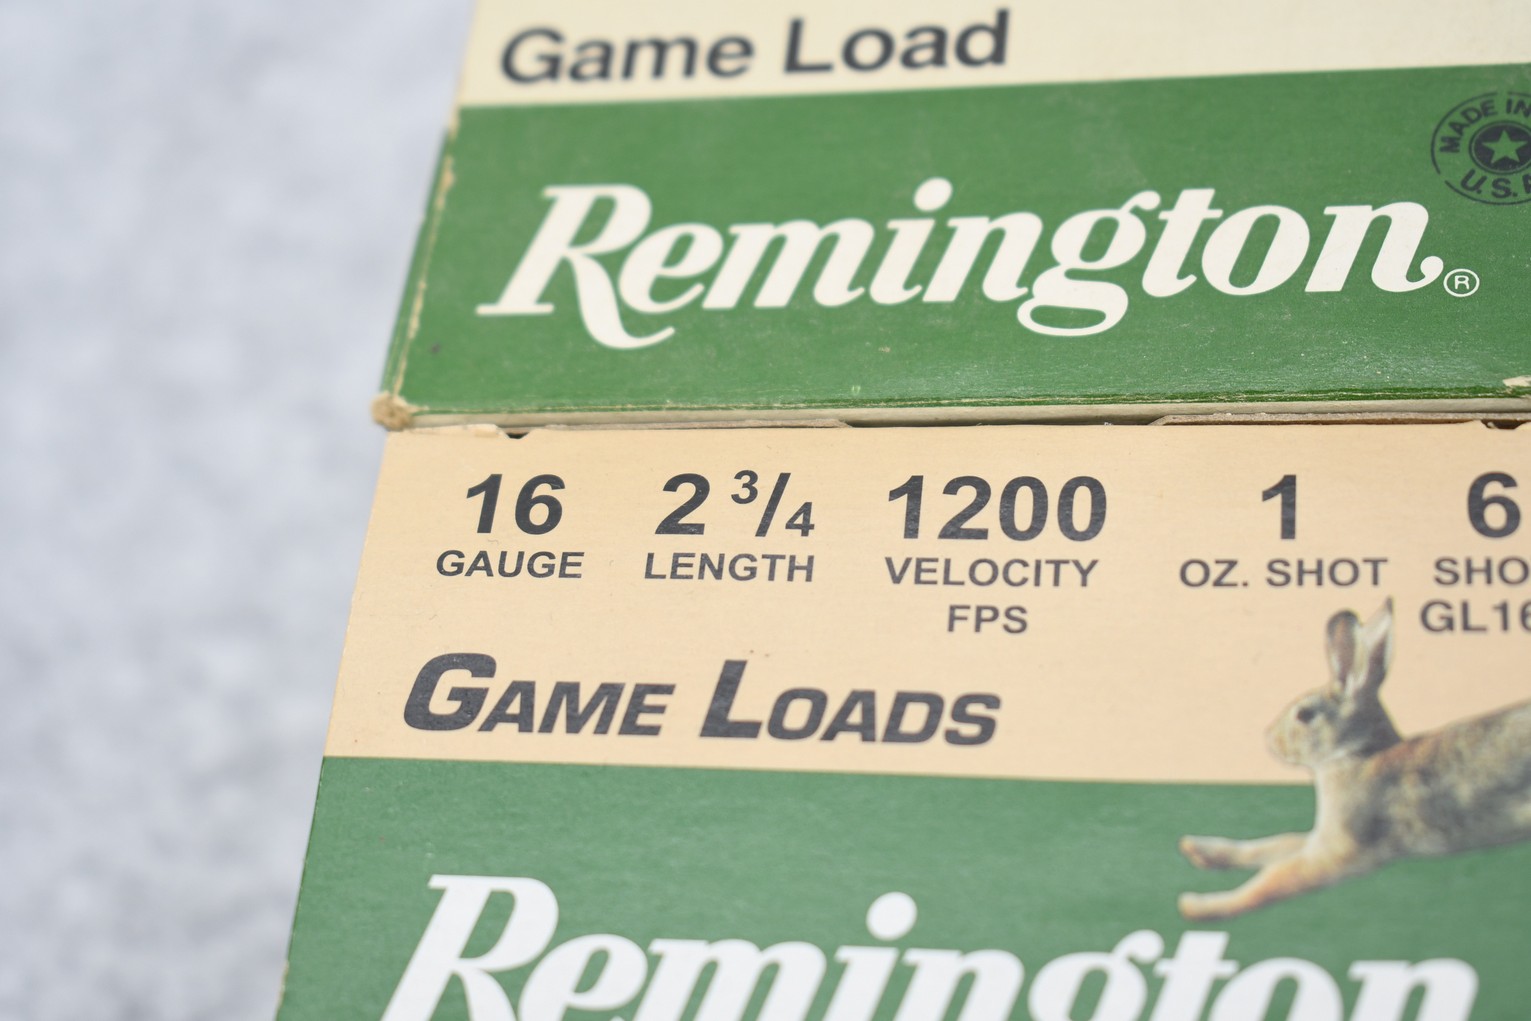 Game Load
MADE IN
U.S.
Remington®
16 2 3/4 1200 1 6
GAUGE LENGTH VELOCITY OZ. SHOT
FPS
GAME LOADS
Remington